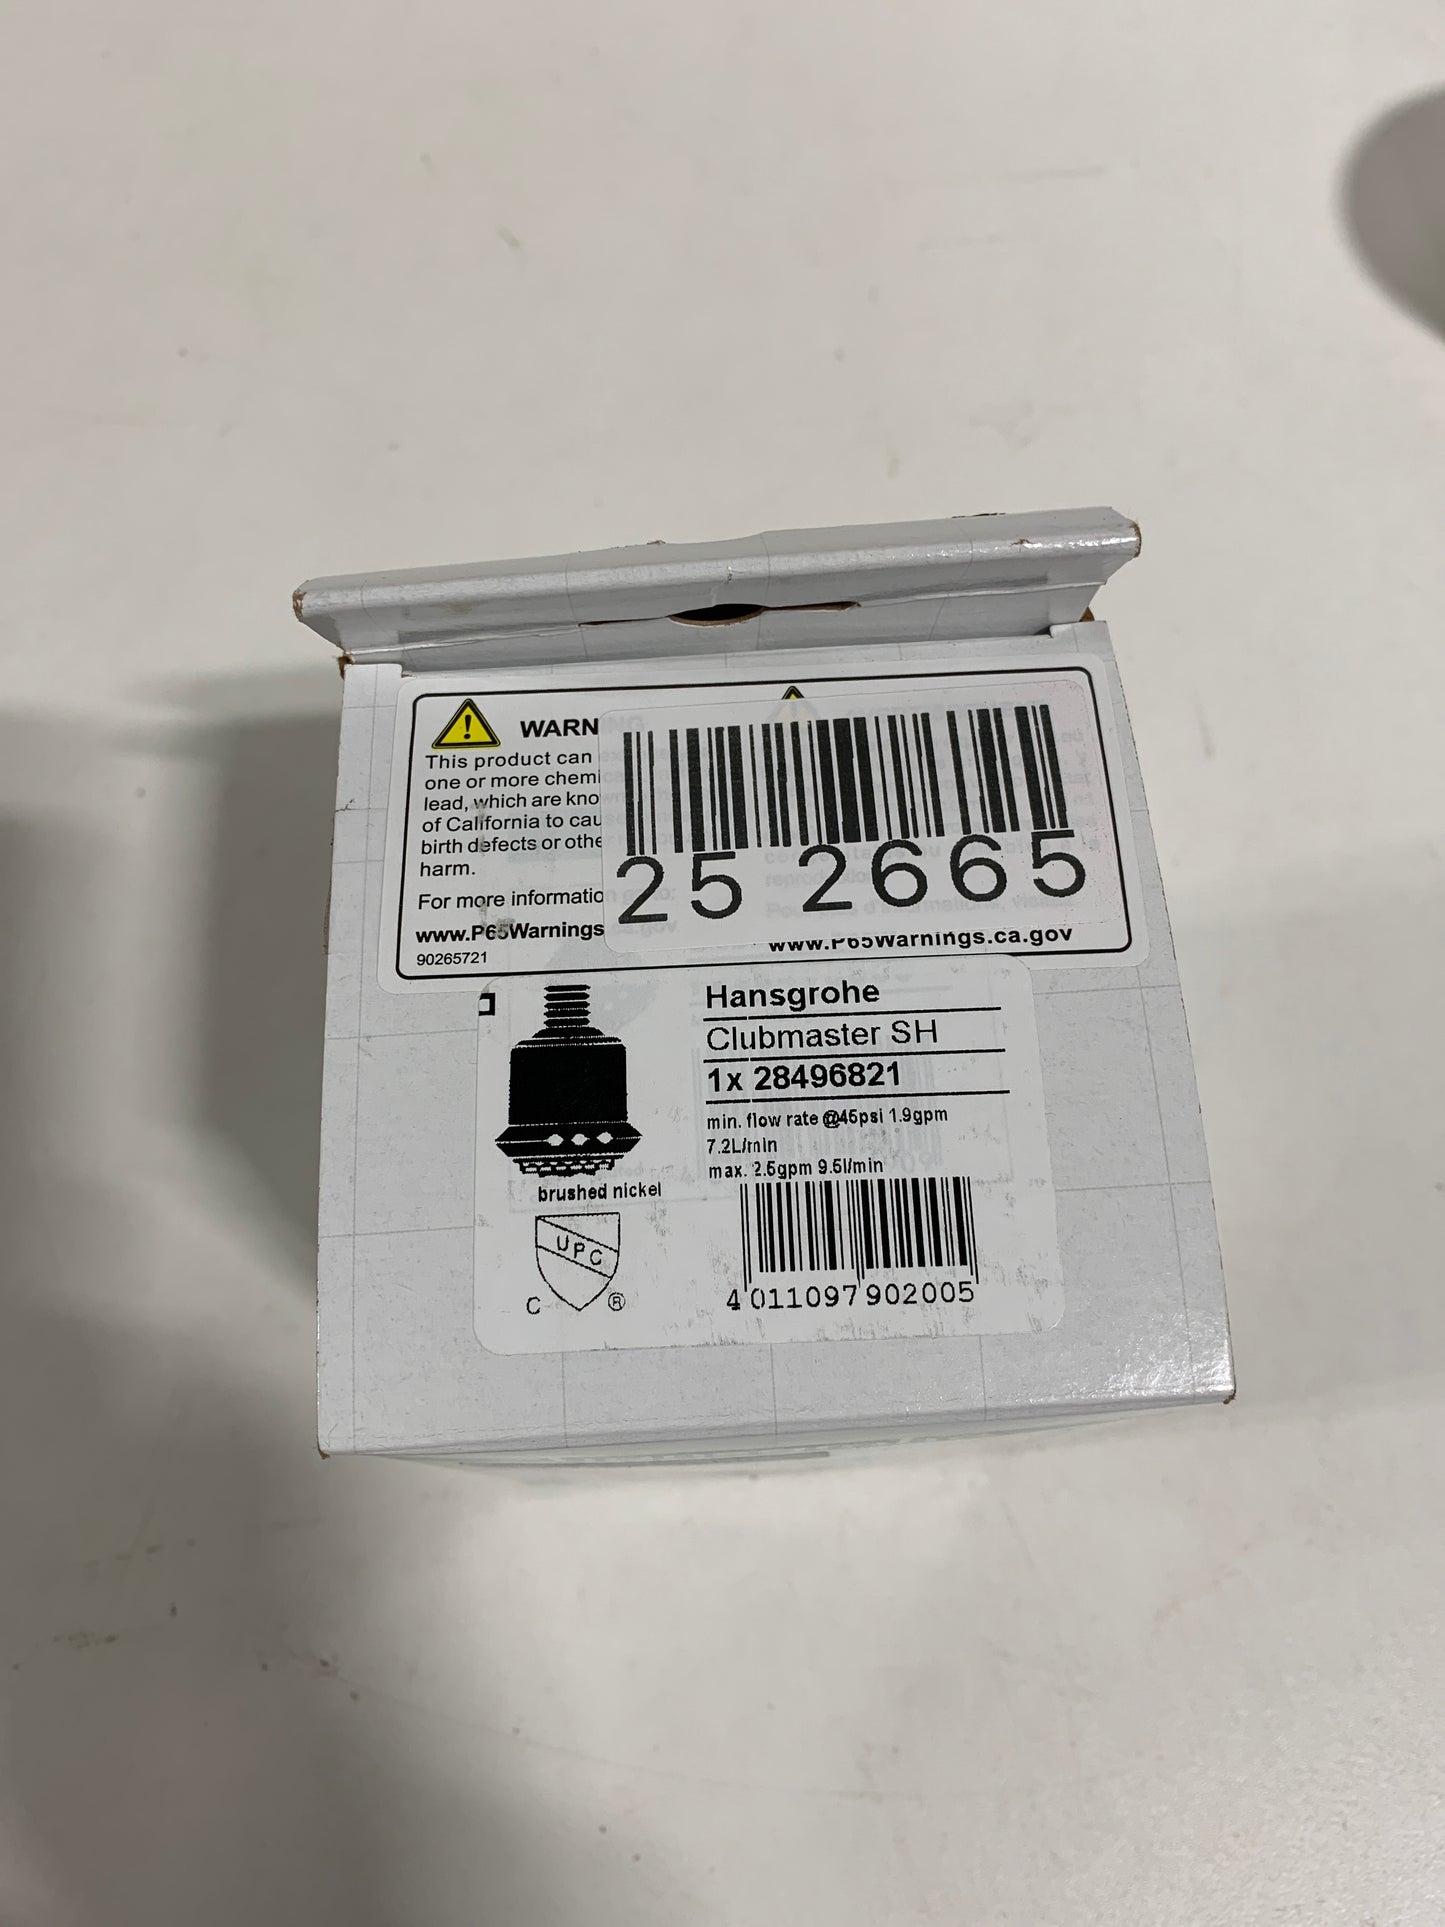 WARN
This product can
one or more chemi
lead, which are kno
of California to cau
birth defects or othe
harm.
For more informatio
www.P65Warnings
90265721
25 2665
www.P65Warnings.ca.gov
Hansgrohe
Clubmaster SH
1x 28496821
min. flow rate @45psi 1.9gpm
7.2L/min
max. 2.5gpm 9.5l/min
brushed nickel
UPC
C ®
4 011097 902005